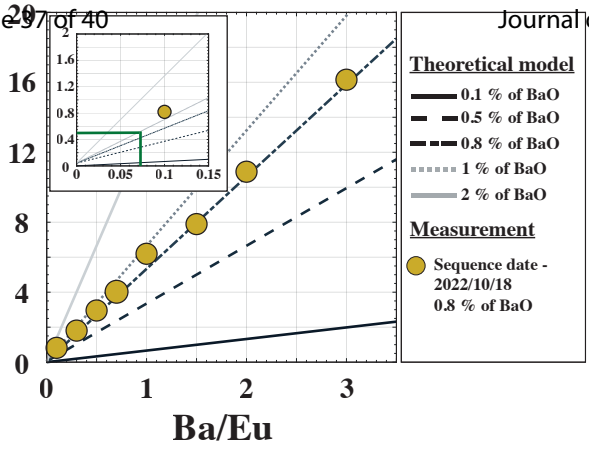 e 37 of 40
Journal
20
16
12
8
4
0
0
1
2
3
Ba/Eu
2
1.6
1.2
0.8
0.4
0
0
0.05
0.1
0.15
Theoretical model
0.1 % of BaO
0.5 % of BaO
0.8 % of BaO
1 % of BaO
2 % of BaO
Measurement
Sequence date -
2022/10/18
0.8 % of BaO